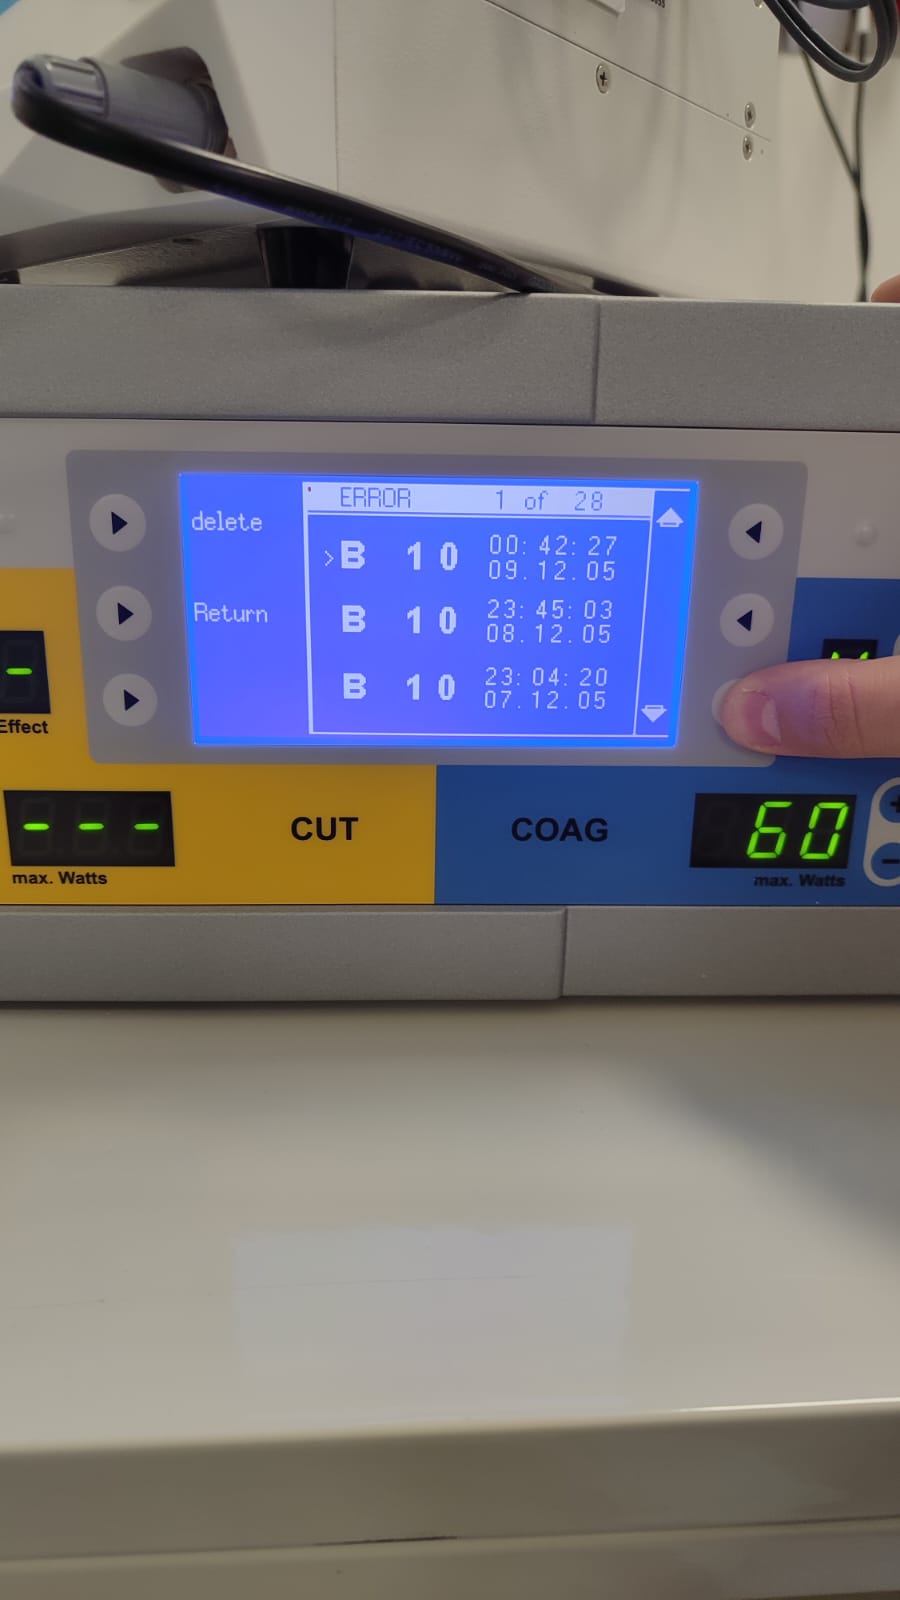 ERROR 1 of 28
delete
>B 10 00:42:27
09.12.05
Return
B 10 23:45:03
08.12.05
B 10 23:04:20
07.12.05
Effect
---
CUT
COAG
60
max. Watts
max. Watts